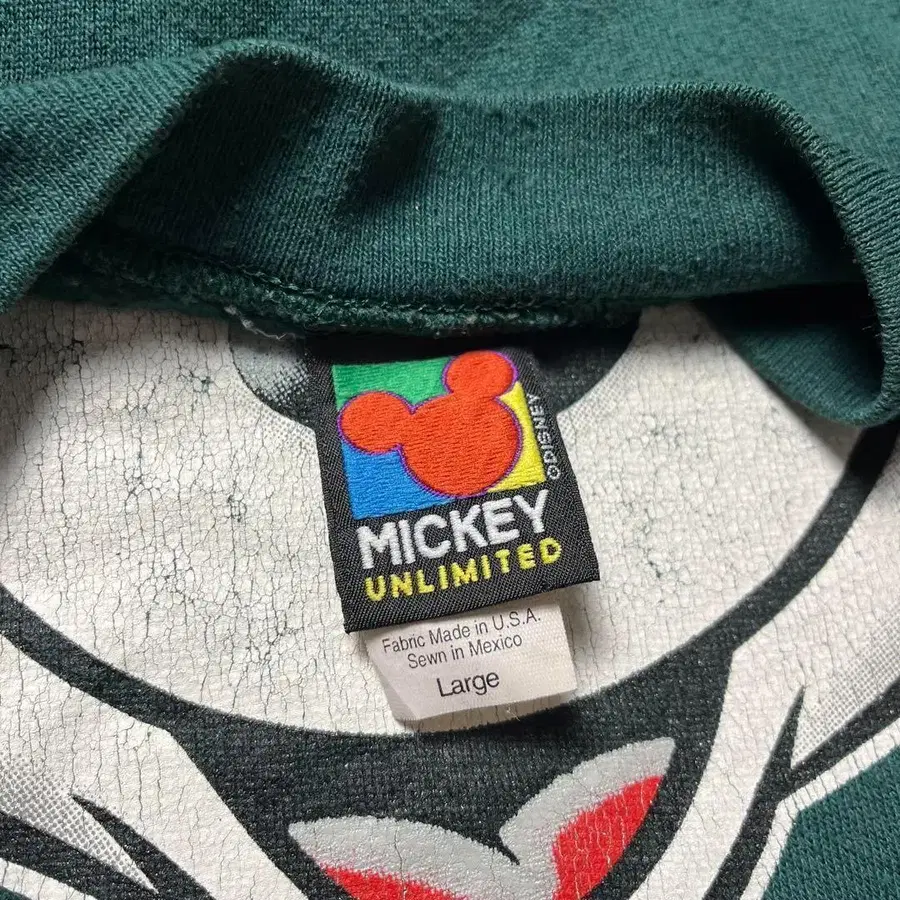 ©DISNEY
MICKEY
UNLIMITED
Fabric Made in U.S.A.
Sewn in Mexico
Large